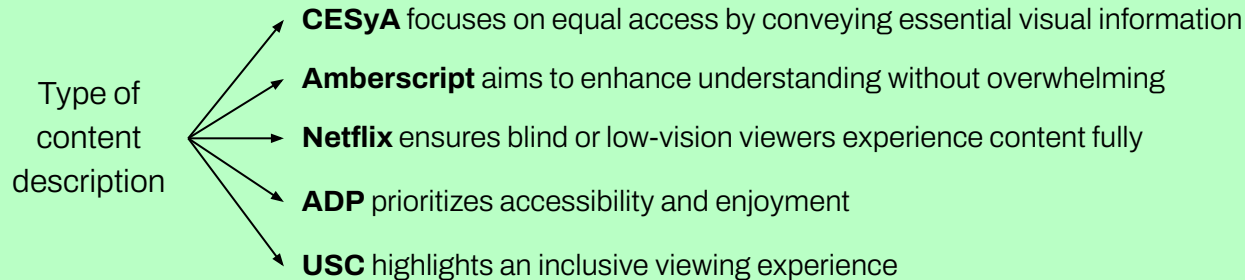 Type of
content
description
CESyA focuses on equal access by conveying essential visual information
Amberscript aims to enhance understanding without overwhelming
Netflix ensures blind or low-vision viewers experience content fully
ADP prioritizes accessibility and enjoyment
USC highlights an inclusive viewing experience